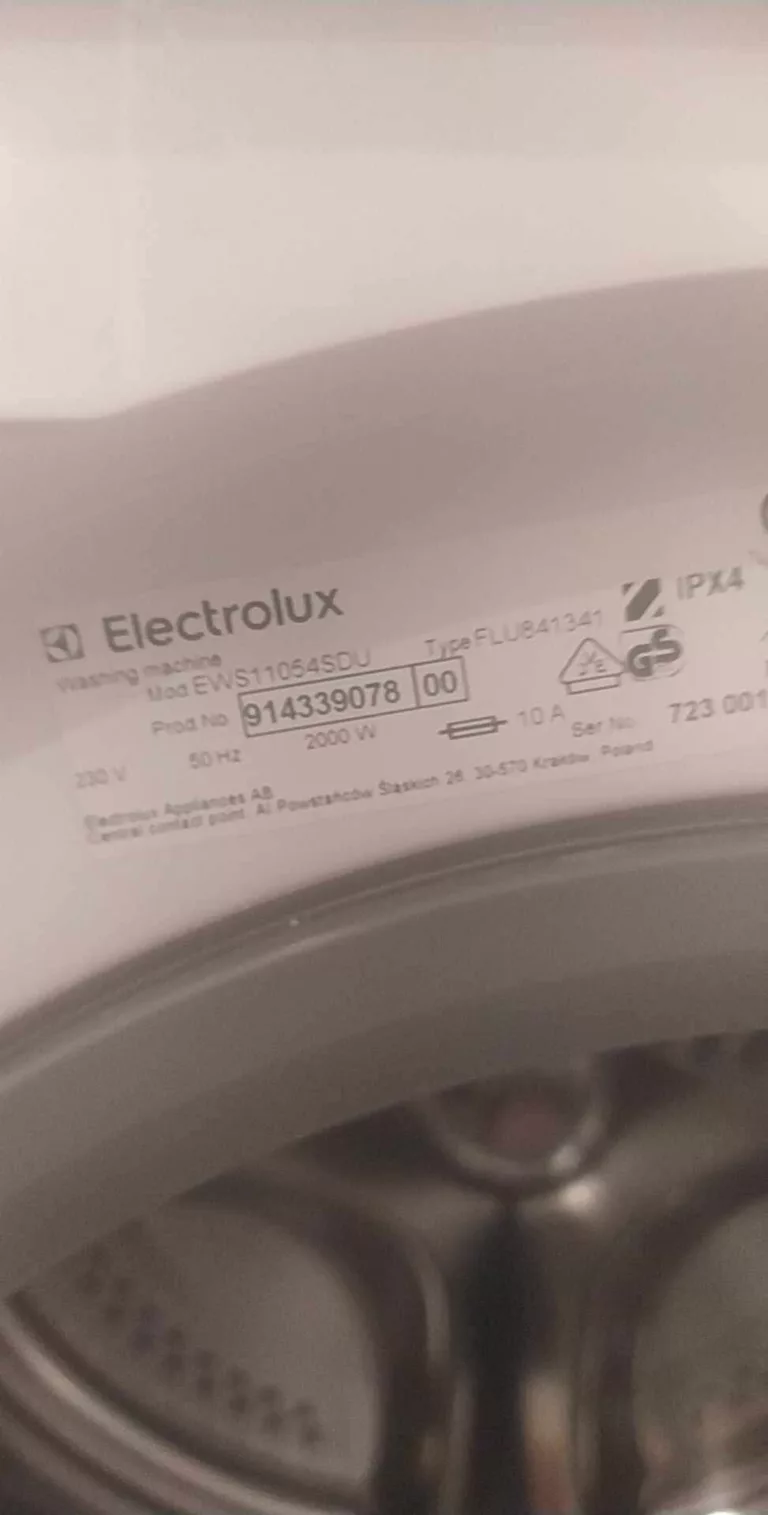 Electrolux
Washing machine
Mod. EWS11054SDU Type FLU841341 IPX4
Prod.No. 914339078 00
230 V 50 Hz 2000 W 10 A Ser.No. 723 001
Electrolux Appliances AB
Central contact point: Al. Powstańców Śląskich 26, 30-570 Kraków, Poland
GS